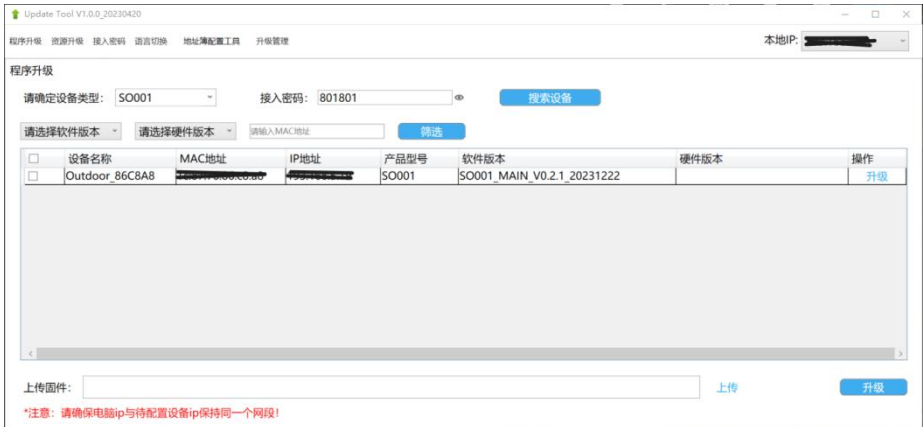 Update Tool V1.0.0_20230420
程序升级 资源升级 接入密码 语言切换 地址簿配置工具 升级管理 本地IP:
程序升级
请确定设备类型: SO001 接入密码: 801801 搜索设备
请选择软件版本 请选择硬件版本 请输入MAC地址 筛选
设备名称 MAC地址 IP地址 产品型号 软件版本 硬件版本 操作
Outdoor_86C8A8 SO001 SO001_MAIN_V0.2.1_20231222 升级
上传固件: 上传 升级
*注意: 请确保电脑ip与待配置设备ip保持同一个网段!